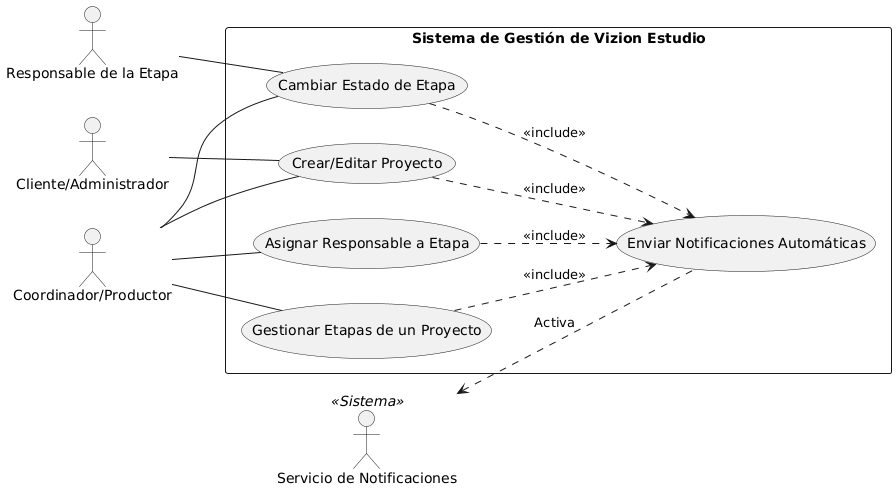 Sistema de Gestión de Vizion Estudio
Responsable de la Etapa
Cambiar Estado de Etapa
«include»
Cliente/Administrador
Crear/Editar Proyecto
«include»
Coordinador/Productor
Asignar Responsable a Etapa
«include»
Enviar Notificaciones Automáticas
«include»
Gestionar Etapas de un Proyecto
Activa
«Sistema»
Servicio de Notificaciones